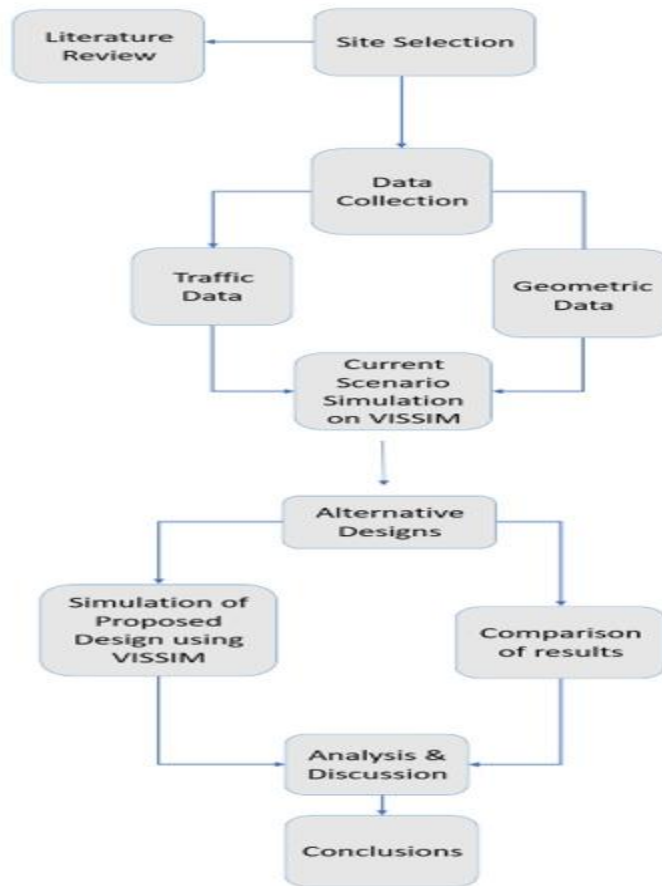 Literature
Review
Site Selection
Data
Collection
Traffic
Data
Geometric
Data
Current
Scenario
Simulation
on VISSIM
Alternative
Designs
Simulation of
Proposed
Design using
VISSIM
Comparison
of results
Analysis &
Discussion
Conclusions